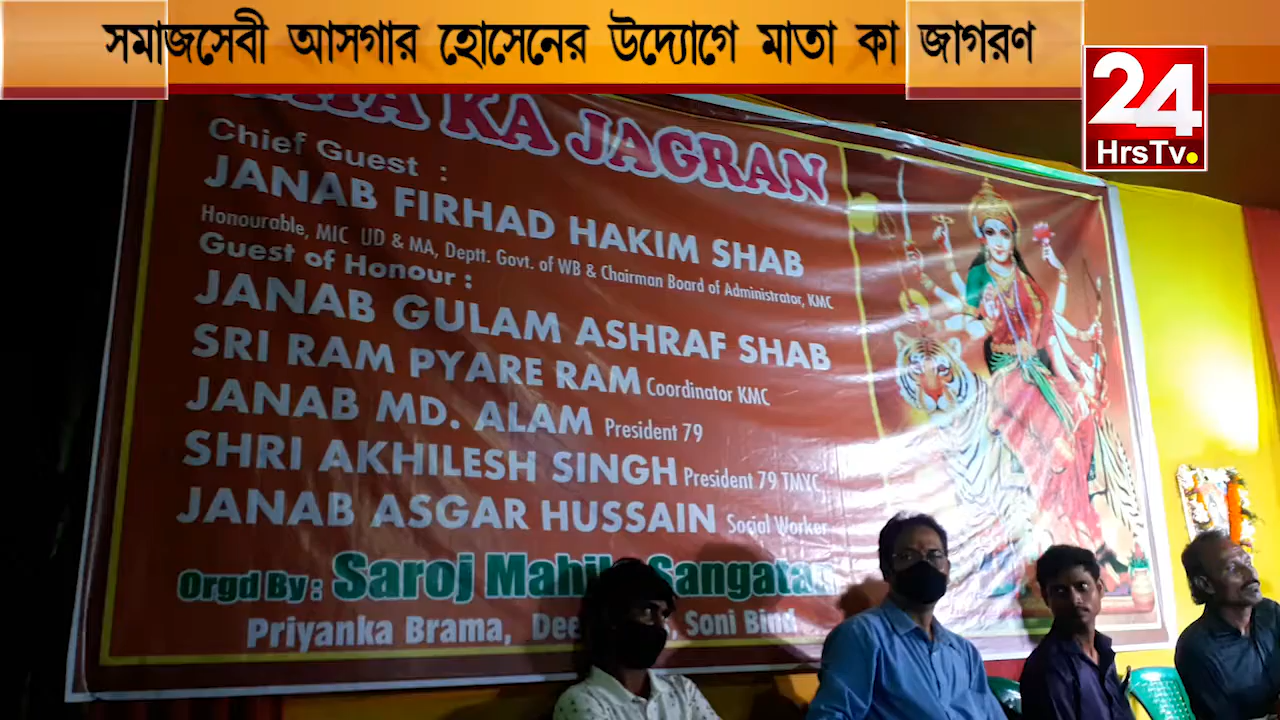 সমাজসেবী আসগার হোসেনের উদ্যোগে মাতা কা জাগরণ
24
HrsTv.
KA JAGRAN
Chief Guest :
JANAB FIRHAD HAKIM SHAB
Honourable, MIC UD & MA, Deptt. Govt. of WB & Chairman Board of Administrator, KMC
Guest of Honour :
JANAB GULAM ASHRAF SHAB
SRI RAM PYARE RAM Coordinator KMC
JANAB MD. ALAM President 79
SHRI AKHILESH SINGH President 79 TMYC
JANAB ASGAR HUSSAIN Social Worker
Orgd By : Saroj Mahila Sangatan
Priyanka Brama, Soni Bind